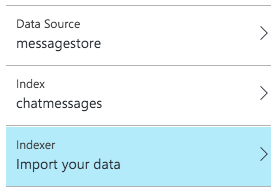 Data Source
messagestore
Index
chatmessages
Indexer
Import your data